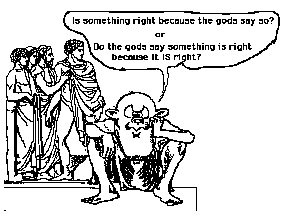 Is something right because the gods say so?
or
Do the gods say something is right
because it IS right?